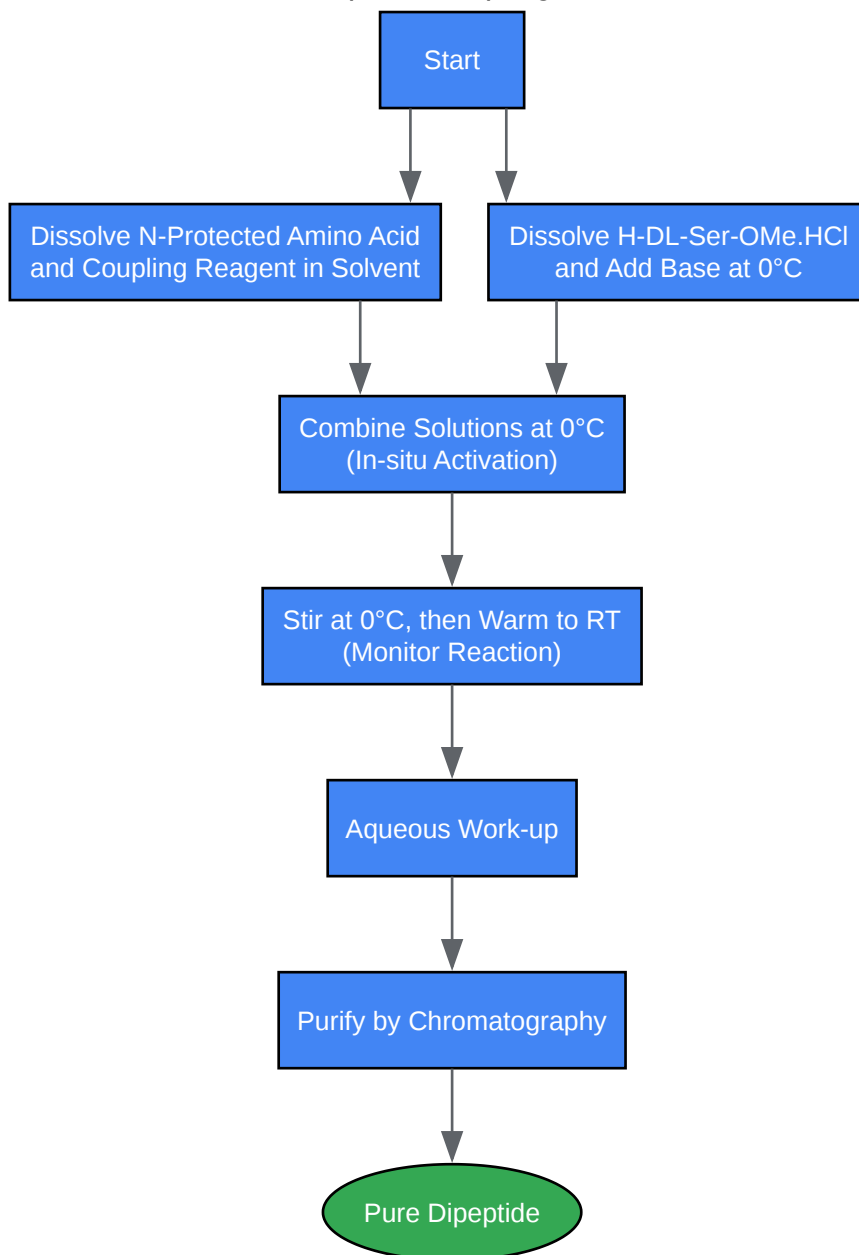 Start
Dissolve N-Protected Amino Acid
and Coupling Reagent in Solvent
Dissolve H-DL-Ser-OMe.HCl
and Add Base at 0°C
Combine Solutions at 0°C
(In-situ Activation)
Stir at 0°C, then Warm to RT
(Monitor Reaction)
Aqueous Work-up
Purify by Chromatography
Pure Dipeptide